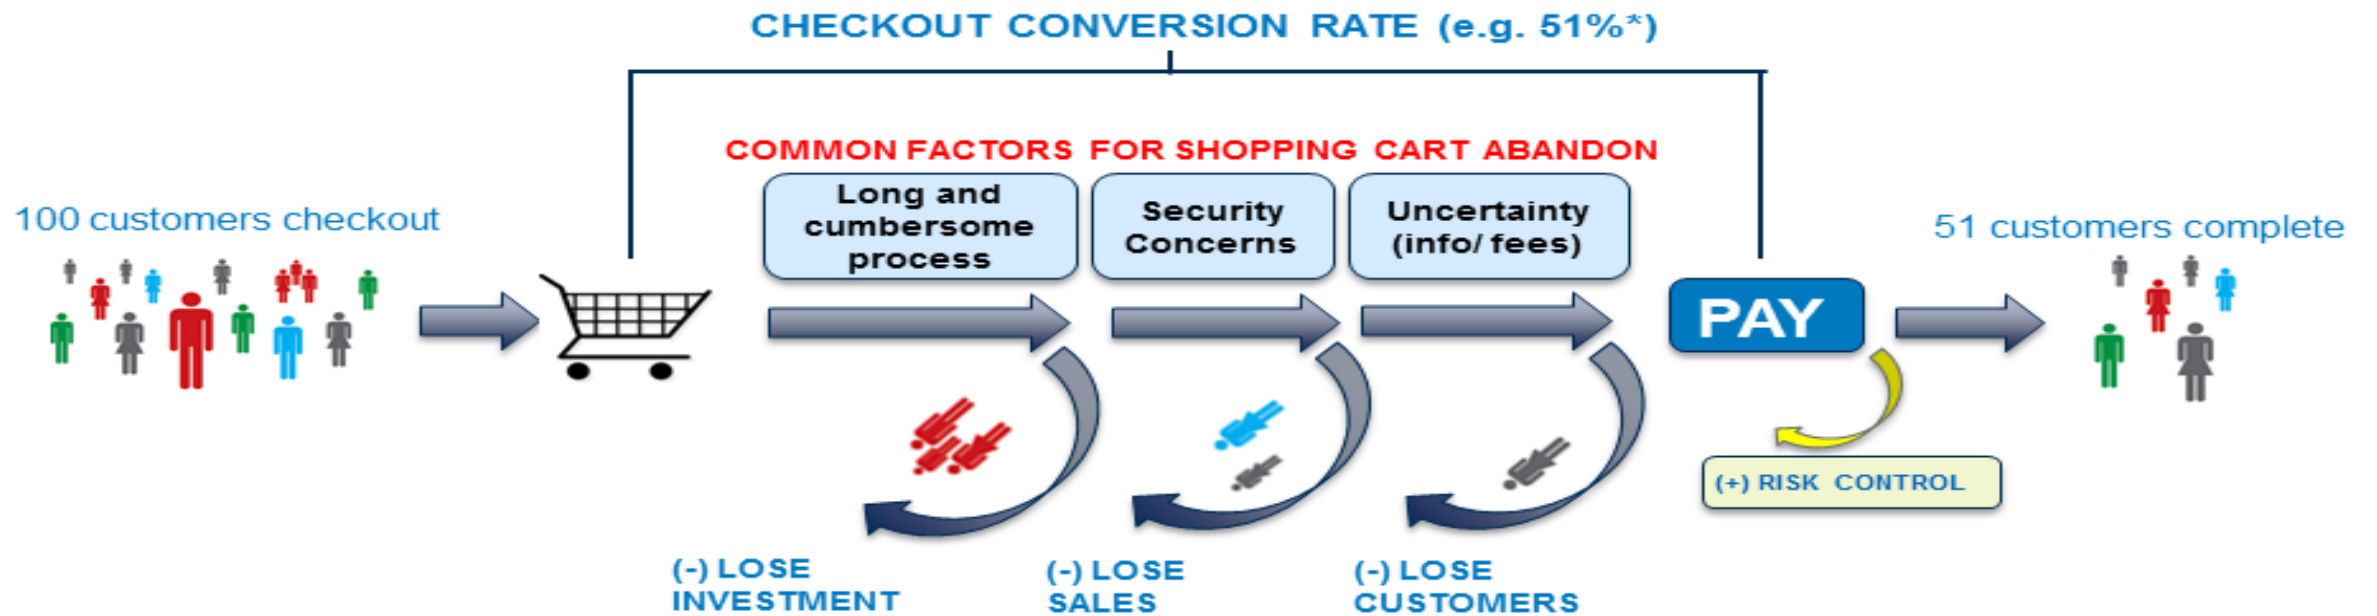 CHECKOUT CONVERSION RATE (e.g. 51%*)
COMMON FACTORS FOR SHOPPING CART ABANDON
100 customers checkout
Long and
cumbersome
process
Security
Concerns
Uncertainty
(info/ fees)
PAY
51 customers complete
(+) RISK CONTROL
(-) LOSE
INVESTMENT
(-) LOSE
SALES
(-) LOSE
CUSTOMERS